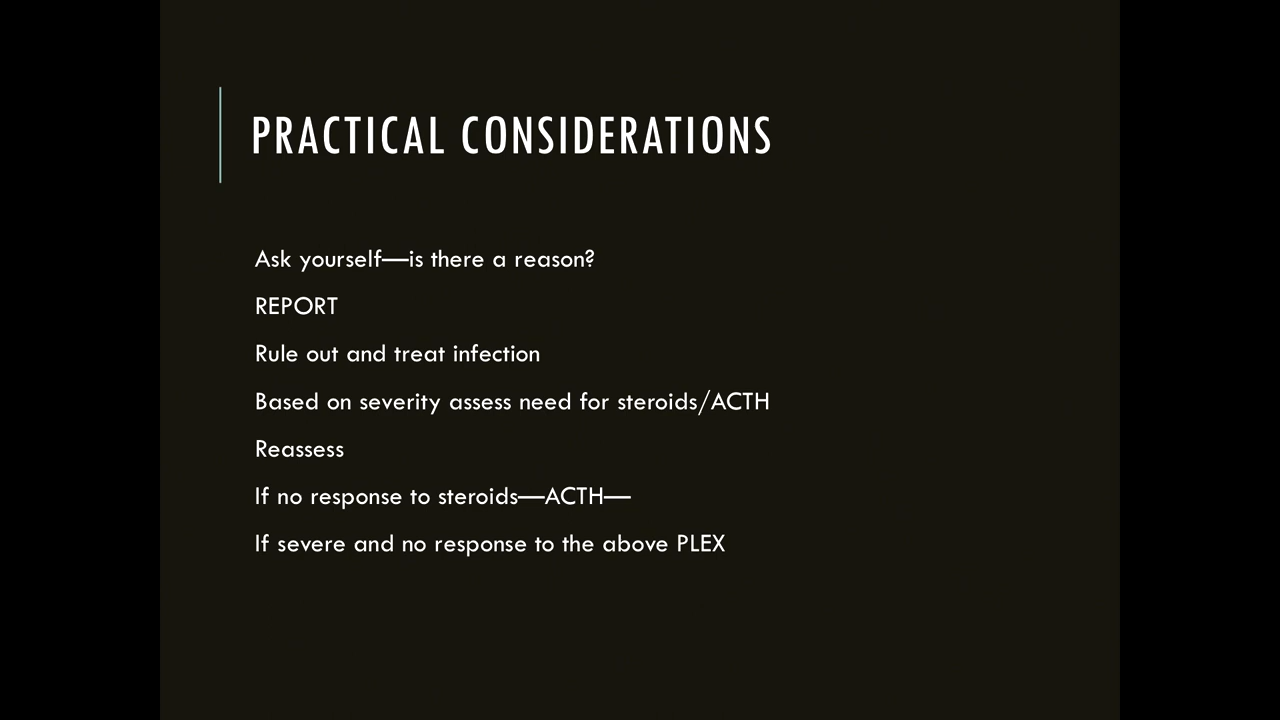 PRACTICAL CONSIDERATIONS
Ask yourself—is there a reason?
REPORT
Rule out and treat infection
Based on severity assess need for steroids/ACTH
Reassess
If no response to steroids—ACTH—
If severe and no response to the above PLEX